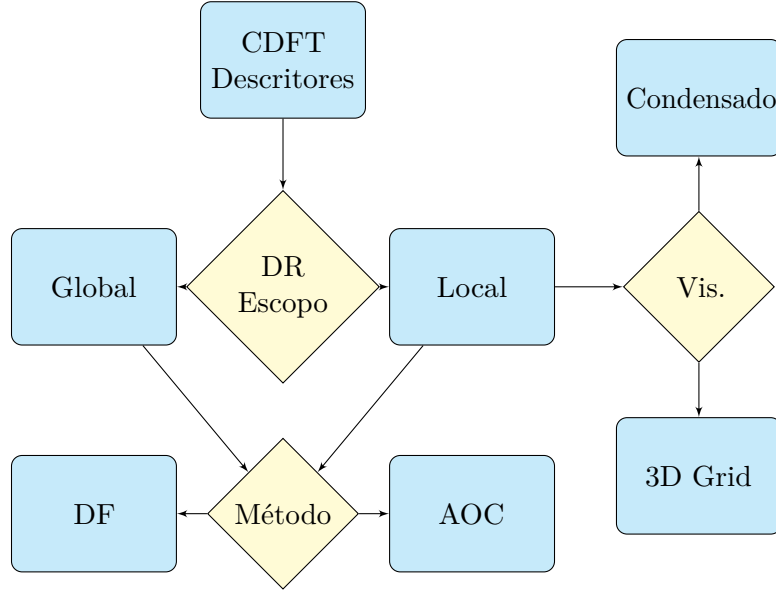 CDFT
Descritores
Condensado
Global
DR
Escopo
Local
Vis.
3D Grid
DF
Método
AOC